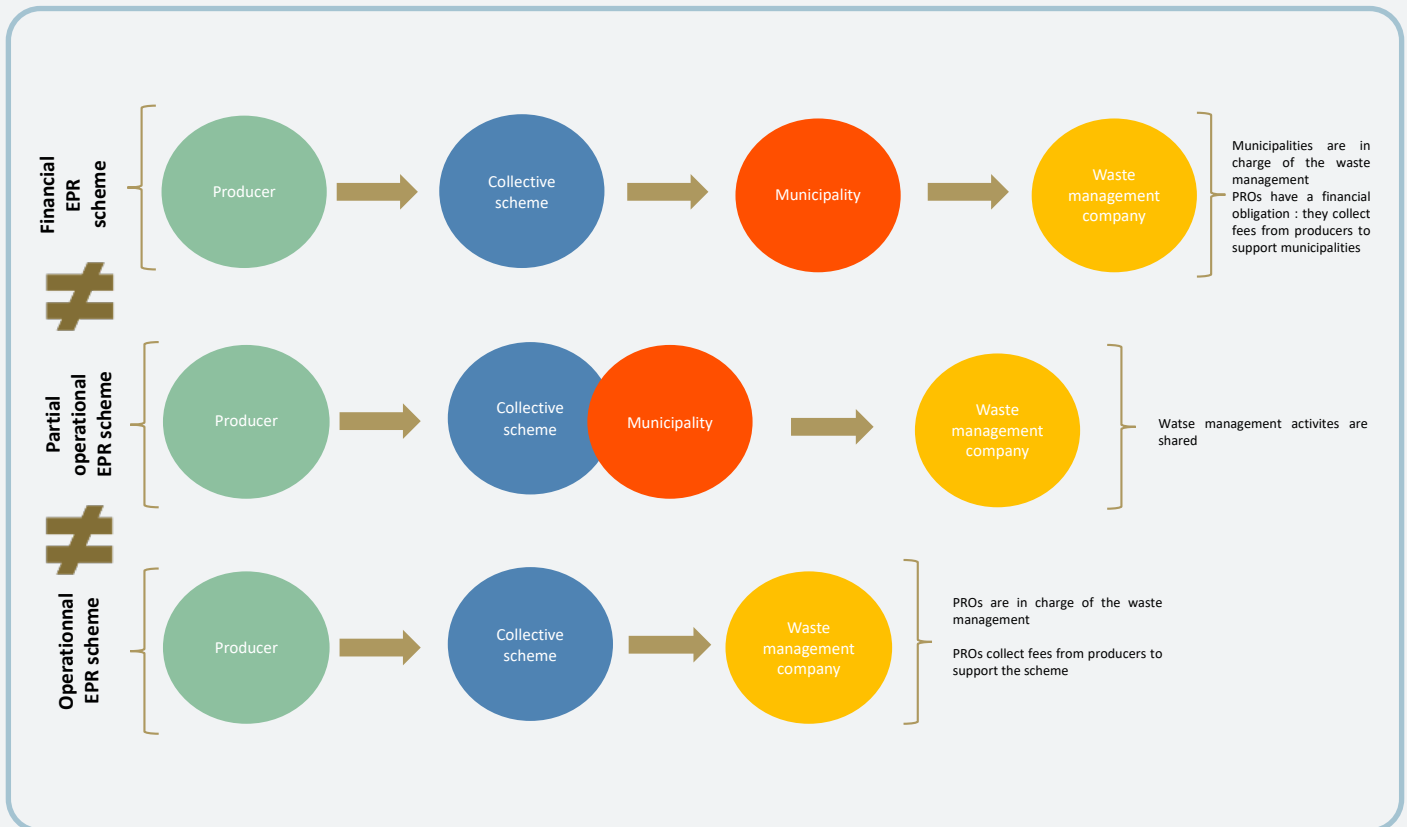 Financial
EPR
scheme
Producer
Collective
scheme
Municipality
Waste
management
company
Municipalities are in
charge of the waste
management
PROs have a financial
obligation : they collect
fees from producers to
support municipalities
≠
Partial
operational
EPR scheme
Producer
Collective
scheme
Municipality
Waste
management
company
Watse management activites are
shared
≠
Operationnal
EPR scheme
Producer
Collective
scheme
Waste
management
company
PROs are in charge of the waste
management
PROs collect fees from producers to
support the scheme